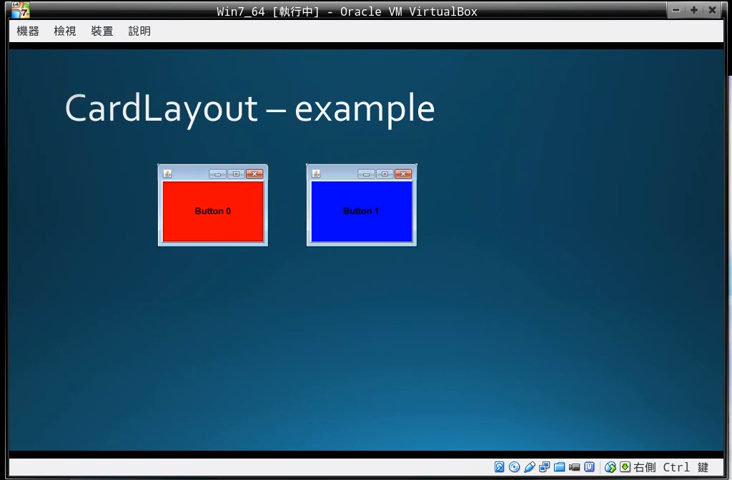 Win7_64 [執行中] - Oracle VM VirtualBox
機器 檢視 裝置 說明
CardLayout – example
Button 0 Button 1
右側 Ctrl 鍵